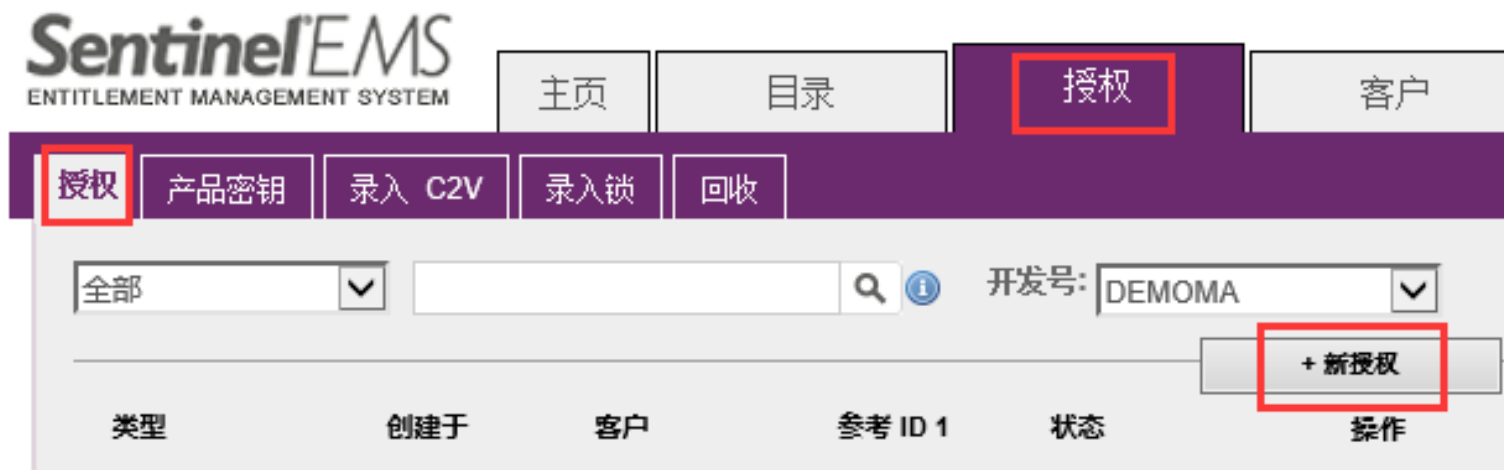 Sentinel EMS
ENTITLEMENT MANAGEMENT SYSTEM
主页 目录 授权 客户
授权 产品密钥 录入 C2V 录入锁 回收
全部 开发号: DEMOMA
+ 新授权
类型 创建于 客户 参考 ID 1 状态 操作